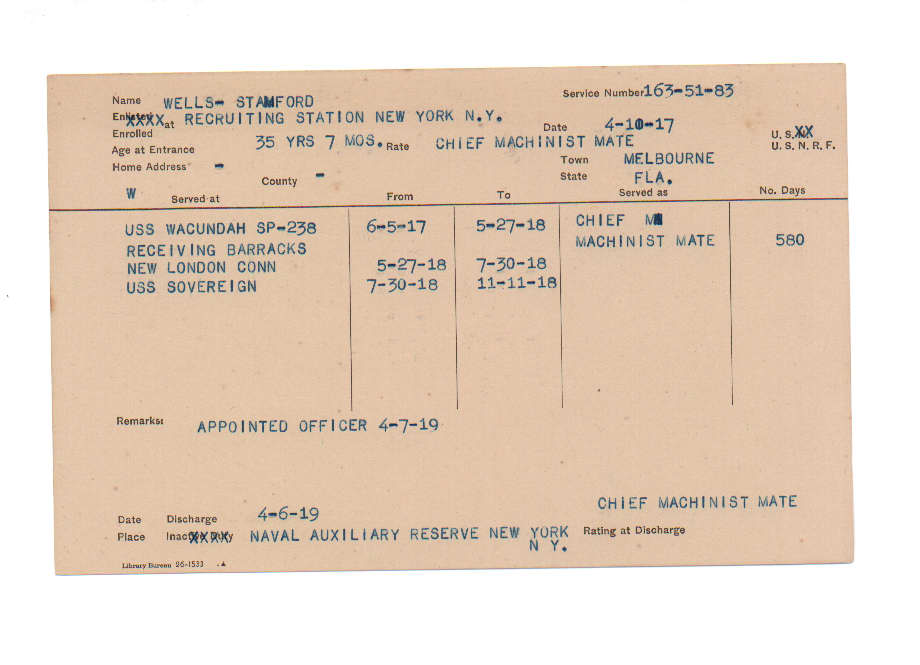 Name WELLS- STAMFORD Service Number 163-51-83
Enlisted XXXX at RECRUITING STATION NEW YORK N.Y. Date 4-10-17
Enrolled U.S.N. XX
Age at Entrance 35 YRS 7 MOS. Rate CHIEF MACHINIST MATE U.S.N.R.F.
Home Address - Town MELBOURNE
County - State FLA.
W Served at From To Served as No. Days
USS WACUNDAH SP-238 6-5-17 5-27-18 CHIEF
RECEIVING BARRACKS MACHINIST MATE 580
NEW LONDON CONN 5-27-18 7-30-18
USS SOVEREIGN 7-30-18 11-11-18
Remarks: APPOINTED OFFICER 4-7-19
CHIEF MACHINIST MATE
Date Discharge 4-6-19
Place Inactive Duty XXXX NAVAL AUXILIARY RESERVE NEW YORK Rating at Discharge
N Y.
Library Bureau 26-1533